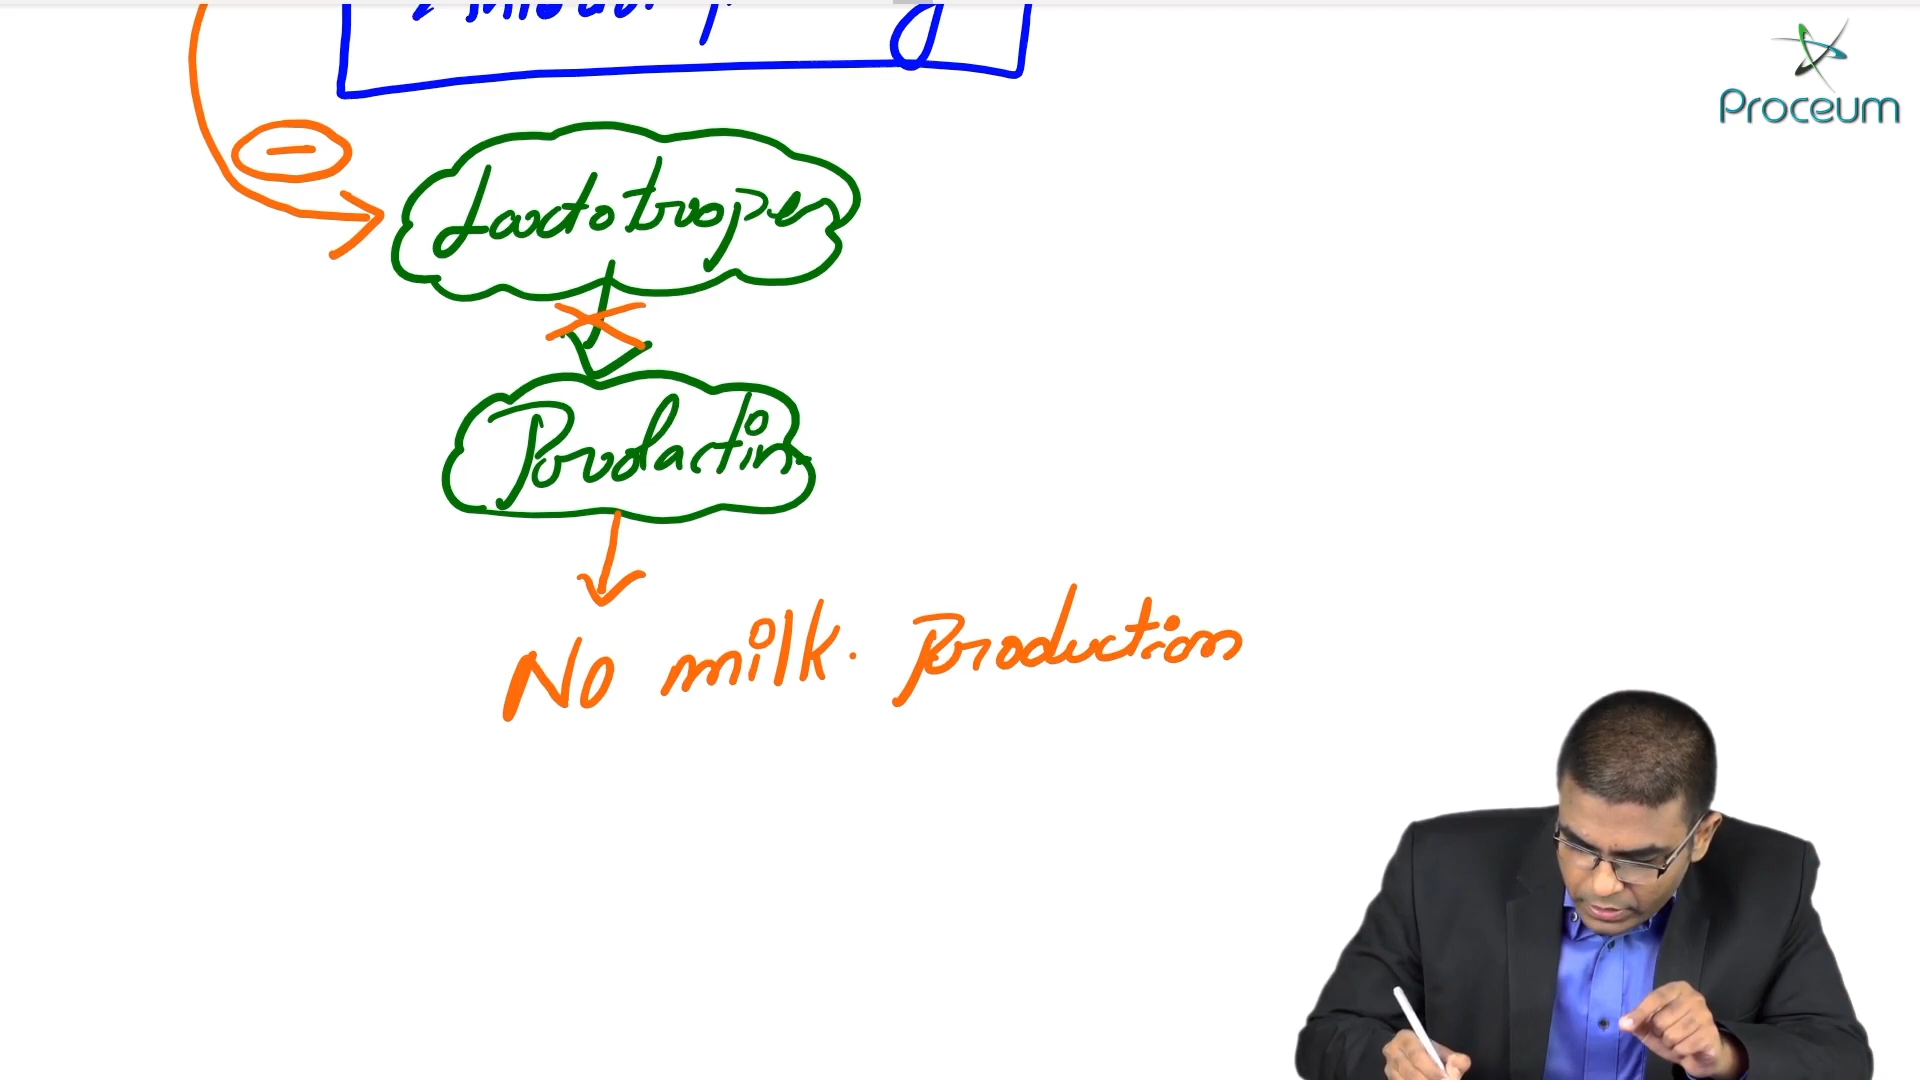 Proceum
Lactotropes
Prolactin
No milk. Production